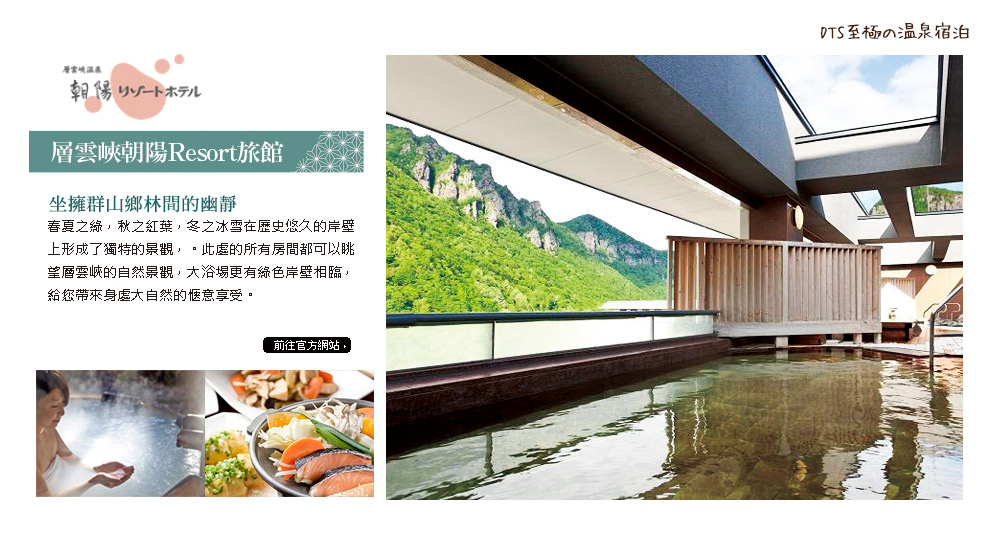 DTS至極の温泉宿泊
層雲峡温泉
朝陽リゾートホテル
層雲峽朝陽Resort旅館
坐擁群山鄉林間的幽靜
春夏之綠，秋之紅葉，冬之冰雪在歷史悠久的岸壁
上形成了獨特的景觀，。此處的所有房間都可以眺
望層雲峽的自然景觀，大浴場更有綠色岸壁相臨，
給您帶來身處大自然的愜意享受。
前往官方網站